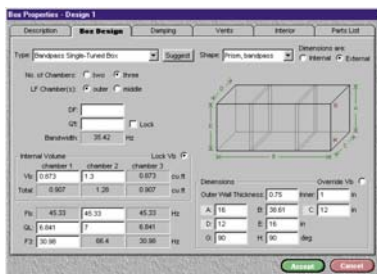 Box Properties - Design 1
Description Box Design Damping Vents Interior Parts List
Type: Bandpass Single-Tuned Box Suggest Shape: Prism, bandpass Dimensions are: Internal External
No. of Chambers: two three
LF Chamber(s): outer middle
DF:
Qfl: Lock
Bandwidth: 35.42 Hz
Internal Volume Lock Vb
chamber 1 chamber 2 chamber 3
Vb: 0.873 1.3 0.873 cu ft
Total: 0.907 1.28 0.907 cu ft
Fb: 45.33 45.33 45.33 Hz
QL: 6.841 7 6.841
F3: 30.98 66.4 30.98 Hz
Dimensions Override Vb
Outer Wall Thickness: 0.75 Inner: 1 in
A: 16 B: 38.61 C: 12 in
D: 12 E: 16 in
G: 90 H: 90 deg
Accept Cancel